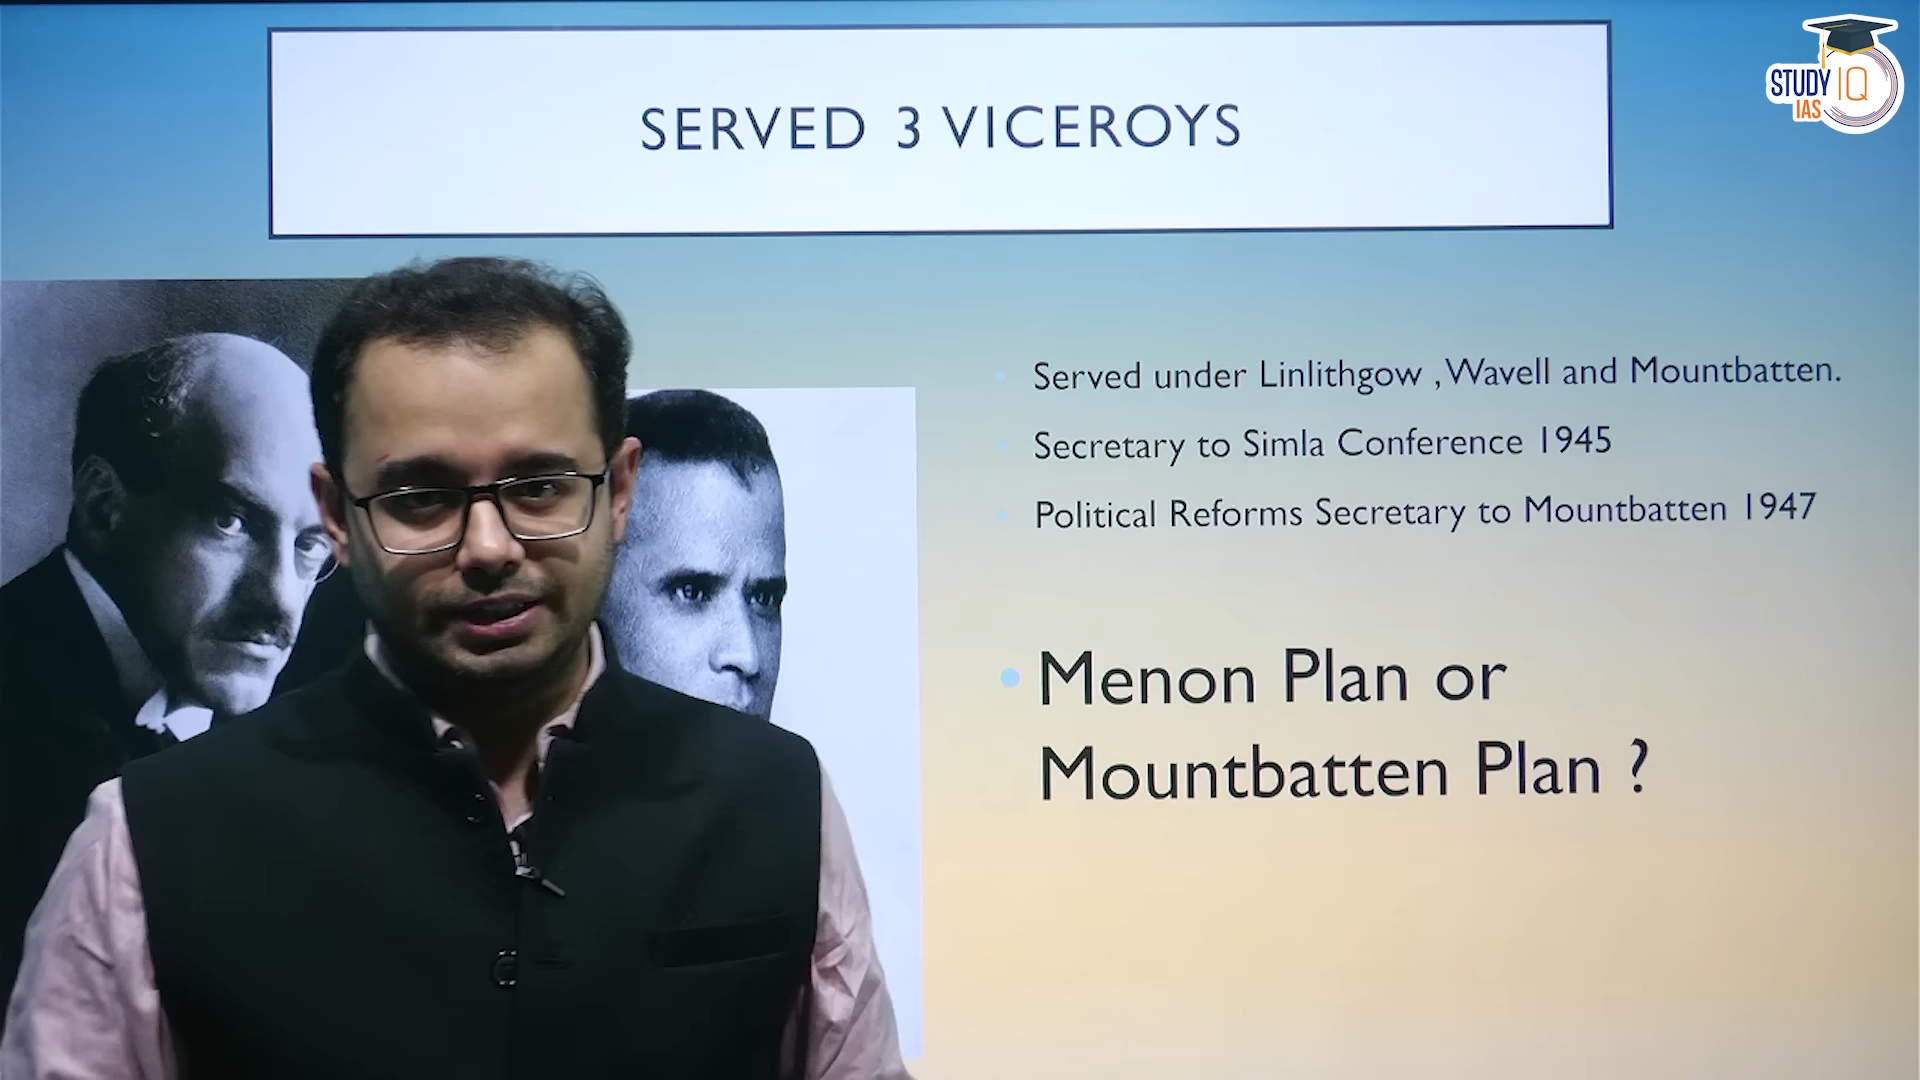 SERVED 3 VICEROYS
STUDY IQ
IAS
Served under Linlithgow , Wavell and Mountbatten.
Secretary to Simla Conference 1945
Political Reforms Secretary to Mountbatten 1947
Menon Plan or
Mountbatten Plan ?